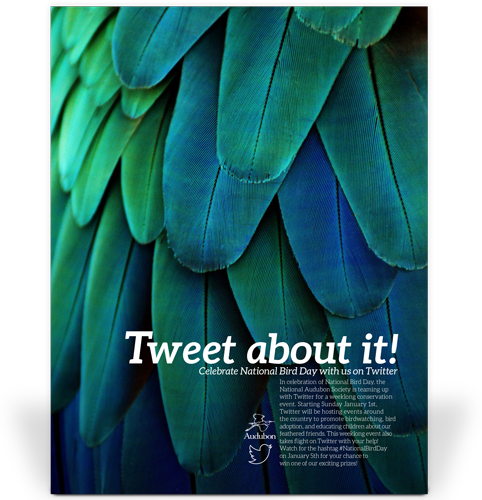 Tweet about it!
Celebrate National Bird Day with us on Twitter
In celebration of National Bird Day, the
National Audubon Society is teaming up
with Twitter for a weeklong conservation
event. Starting Sunday January 1st,
Twitter will be hosting events around
the country to promote birdwatching, bird
adoption, and educating children about our
feathered friends. This weeklong event also
takes flight on Twitter with your help!
Watch for the hashtag #NationalBirdDay
on January 5th for your chance to
win one of our exciting prizes!
Audubon